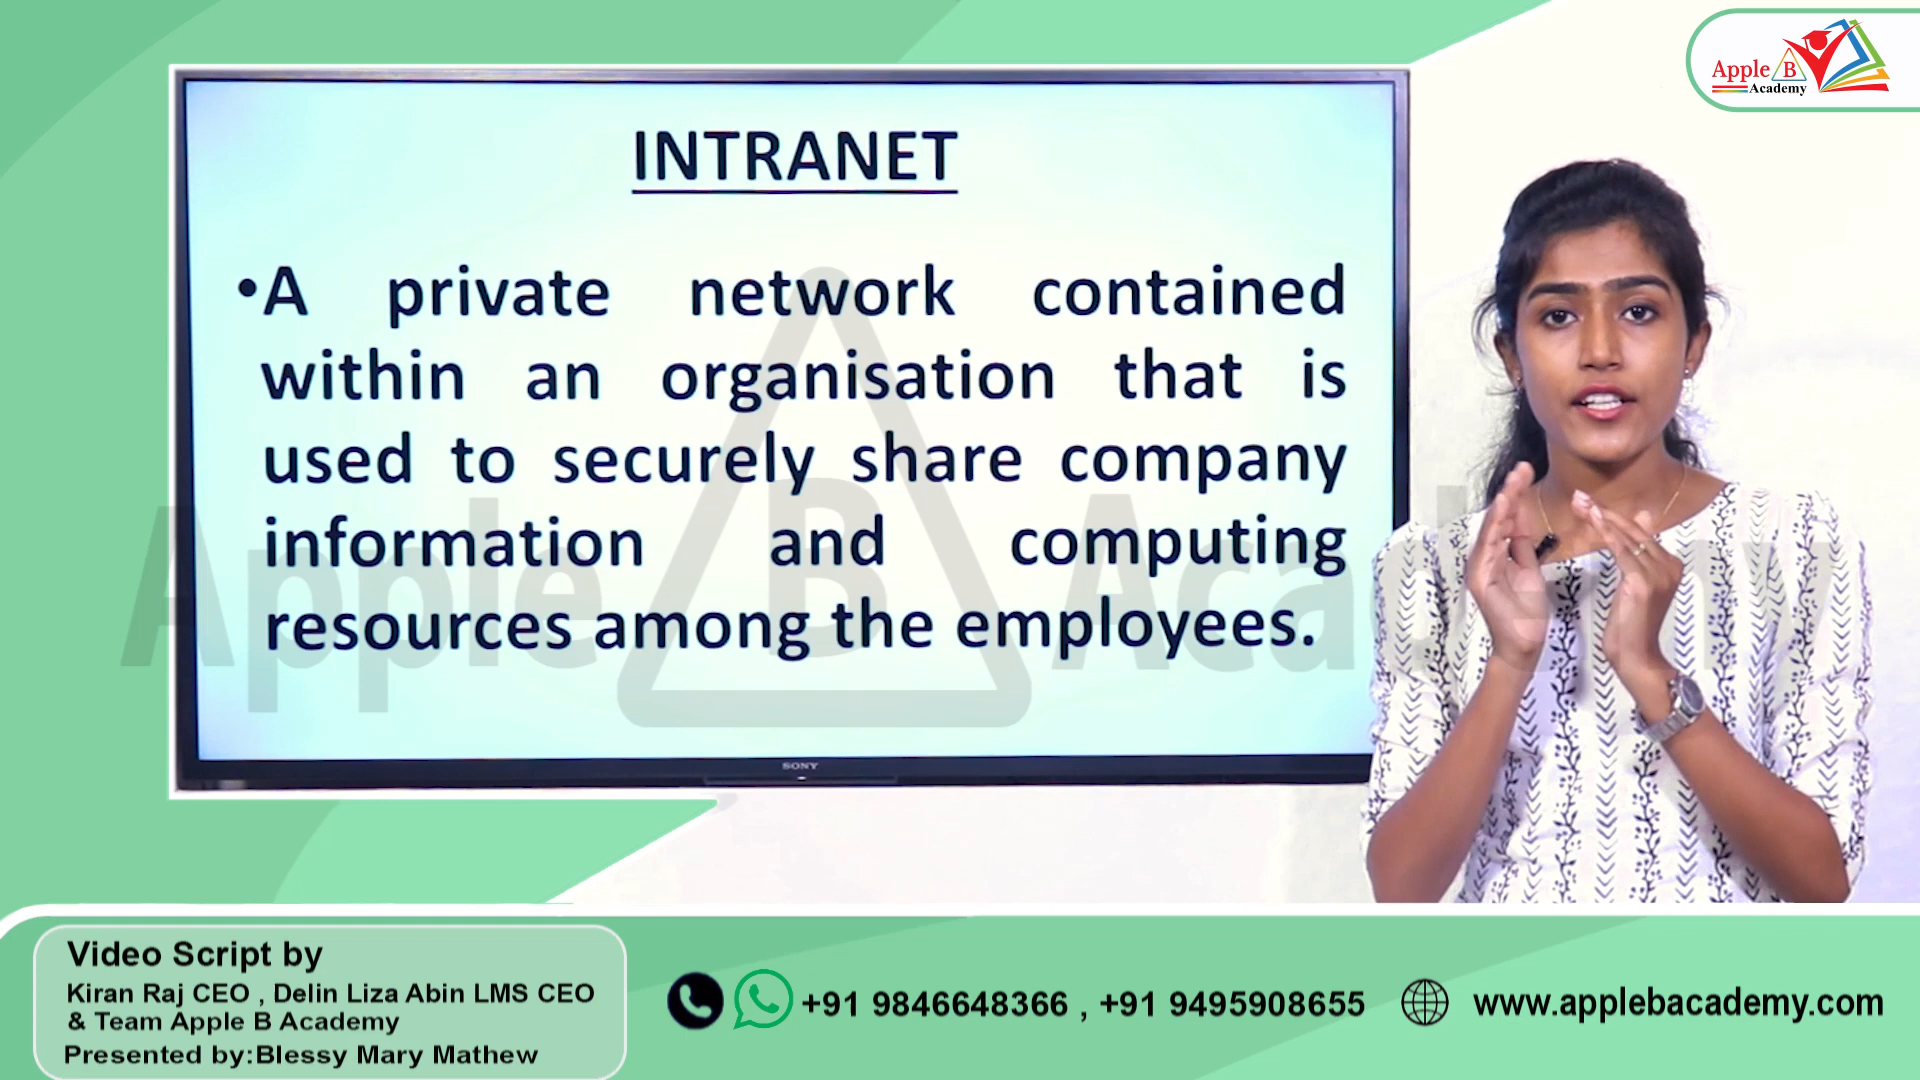 Apple B
Academy
INTRANET
•A private network contained
within an organisation that is
used to securely share company
information and computing
resources among the employees.
Apple B Academy
SONY
Video Script by
Kiran Raj CEO , Delin Liza Abin LMS CEO
& Team Apple B Academy
Presented by:Blessy Mary Mathew
+91 9846648366 , +91 9495908655
www.applebacademy.com